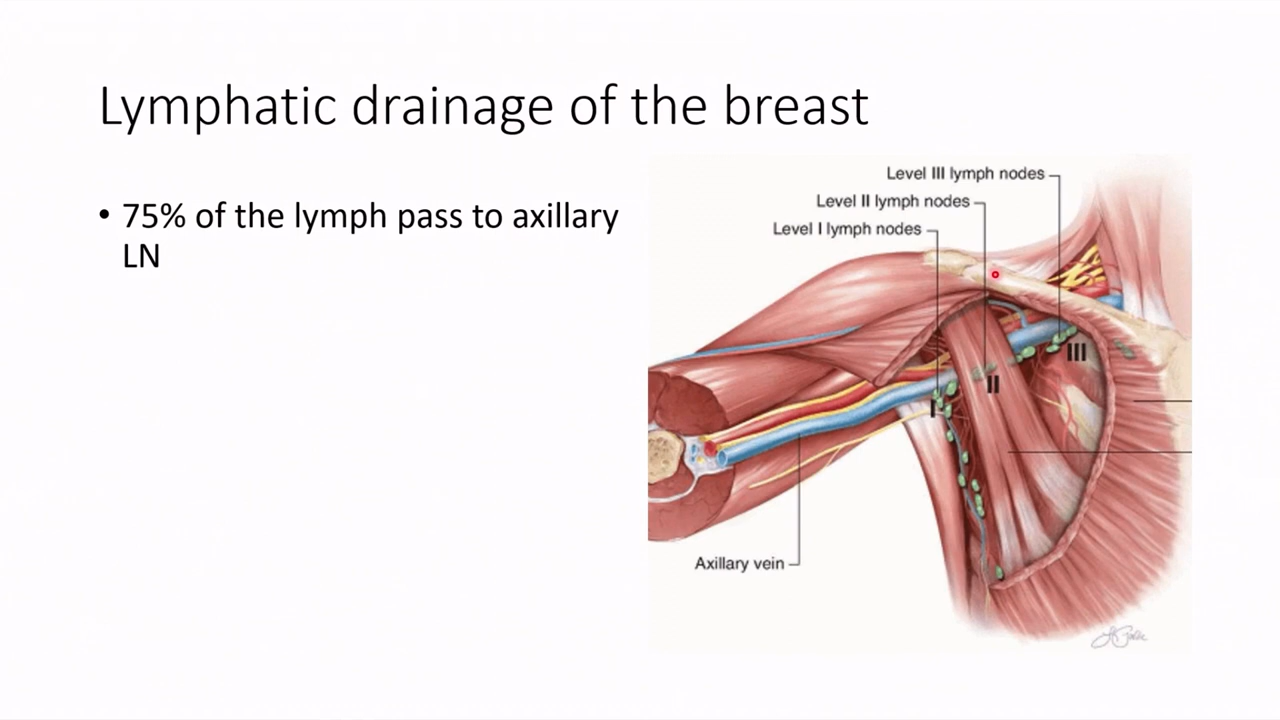 Lymphatic drainage of the breast
• 75% of the lymph pass to axillary
LN
Level III lymph nodes
Level II lymph nodes
Level I lymph nodes
III
II
I
Axillary vein